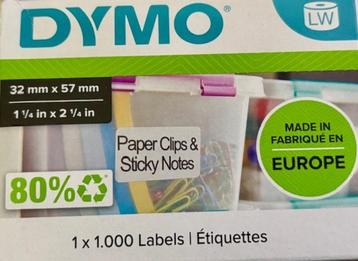 DYMO®
LW
32 mm x 57 mm
1 ¼ in x 2 ¼ in
Paper Clips &
Sticky Notes
MADE IN
FABRIQUÉ EN
EUROPE
80%
1 x 1.000 Labels | Étiquettes